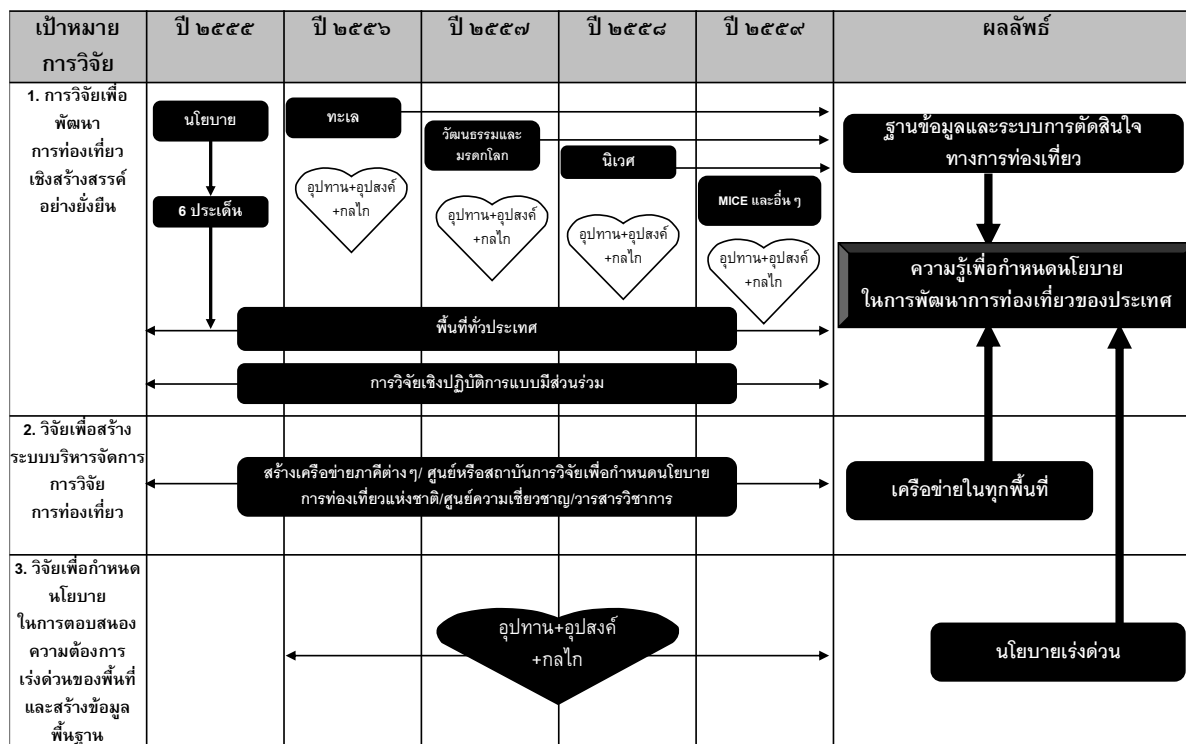 เป้าหมาย
การวิจัย
ปี ๒๕๕๕
ปี ๒๕๕๖
ปี ๒๕๕๗
ปี ๒๕๕๘
ปี ๒๕๕๙
ผลลัพธ์
1. การวิจัยเพื่อ
พัฒนา
การท่องเที่ยว
เชิงสร้างสรรค์
อย่างยั่งยืน
นโยบาย
6 ประเด็น
ทะเล
อุปทาน+อุปสงค์
+กลไก
วัฒนธรรมและ
มรดกโลก
อุปทาน+อุปสงค์
+กลไก
นิเวศ
อุปทาน+อุปสงค์
+กลไก
MICE และอื่น ๆ
อุปทาน+อุปสงค์
+กลไก
พื้นที่ทั่วประเทศ
การวิจัยเชิงปฏิบัติการแบบมีส่วนร่วม
ฐานข้อมูลและระบบการตัดสินใจ
ทางการท่องเที่ยว
ความรู้เพื่อกำหนดนโยบาย
ในการพัฒนาการท่องเที่ยวของประเทศ
2. วิจัยเพื่อสร้าง
ระบบบริหารจัดการ
การวิจัย
การท่องเที่ยว
สร้างเครือข่ายภาคีต่าง ๆ/ ศูนย์หรือสถาบันการวิจัยเพื่อกำหนดนโยบาย
การท่องเที่ยวแห่งชาติ/ศูนย์ความเชี่ยวชาญ/วารสารวิชาการ
เครือข่ายในทุกพื้นที่
3. วิจัยเพื่อกำหนด
นโยบาย
ในการตอบสนอง
ความต้องการ
เร่งด่วนของพื้นที่
และสร้างข้อมูล
พื้นฐาน
อุปทาน+อุปสงค์
+กลไก
นโยบายเร่งด่วน